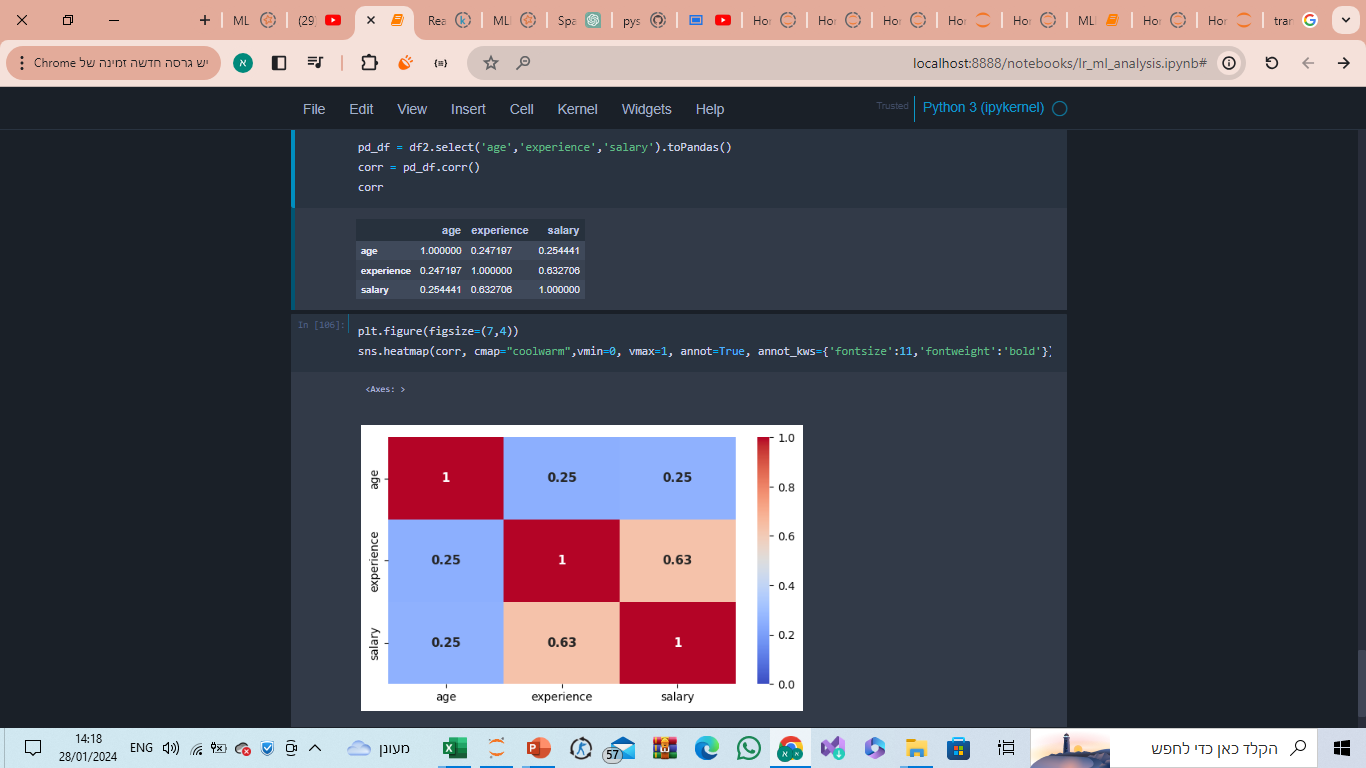 ML
(29)
Rea
MLI
Spa
pys
Hor
Hor
Hor
Hor
Hor
MLI
Hor
Hor
tran
יש גרסה חדשה זמינה של Chrome
א
localhost:8888/notebooks/lr_ml_analysis.ipynb#
File Edit View Insert Cell Kernel Widgets Help
Trusted
Python 3 (ipykernel)
pd_df = df2.select('age','experience','salary').toPandas()
corr = pd_df.corr()
corr
age experience salary
age 1.000000 0.247197 0.254441
experience 0.247197 1.000000 0.632706
salary 0.254441 0.632706 1.000000
In [106]:
plt.figure(figsize=(7,4))
sns.heatmap(corr, cmap="coolwarm",vmin=0, vmax=1, annot=True, annot_kws={'fontsize':11,'fontweight':'bold'})
<Axes: >
age 1 0.25 0.25
experience 0.25 1 0.63
salary 0.25 0.63 1
age experience salary
1.0
0.8
0.6
0.4
0.2
0.0
14:18
28/01/2024
ENG
מעונן
57
הקלד כאן כדי לחפש